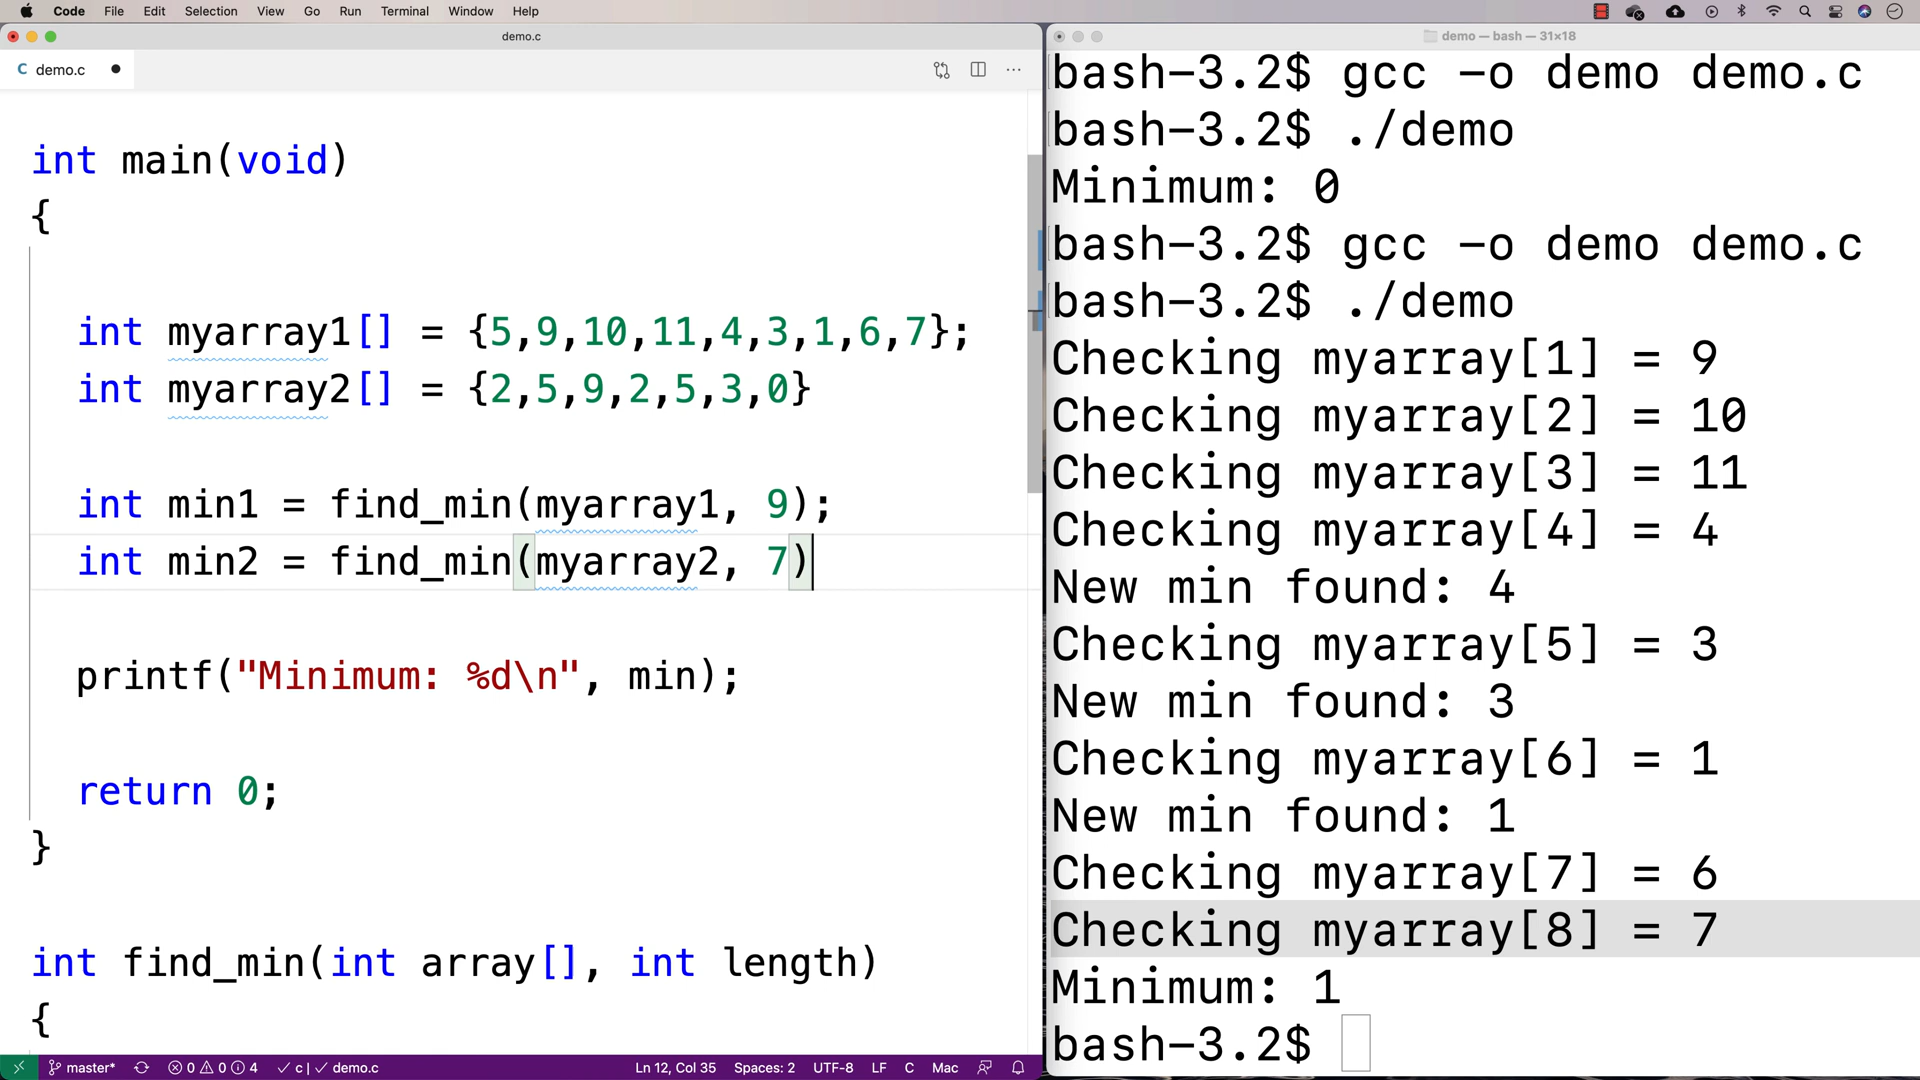 Code File Edit Selection View Go Run Terminal Window Help
demo.c
C demo.c
int main(void)
{
int myarray1[] = {5,9,10,11,4,3,1,6,7};
int myarray2[] = {2,5,9,2,5,3,0}
int min1 = find_min(myarray1, 9);
int min2 = find_min(myarray2, 7)
printf("Minimum: %d\n", min);
return 0;
}
int find_min(int array[], int length)
{
master* 0 0 4 c | demo.c Ln 12, Col 35 Spaces: 2 UTF-8 LF C Mac
demo — bash — 31×18
bash-3.2$ gcc -o demo demo.c
bash-3.2$ ./demo
Minimum: 0
bash-3.2$ gcc -o demo demo.c
bash-3.2$ ./demo
Checking myarray[1] = 9
Checking myarray[2] = 10
Checking myarray[3] = 11
Checking myarray[4] = 4
New min found: 4
Checking myarray[5] = 3
New min found: 3
Checking myarray[6] = 1
New min found: 1
Checking myarray[7] = 6
Checking myarray[8] = 7
Minimum: 1
bash-3.2$